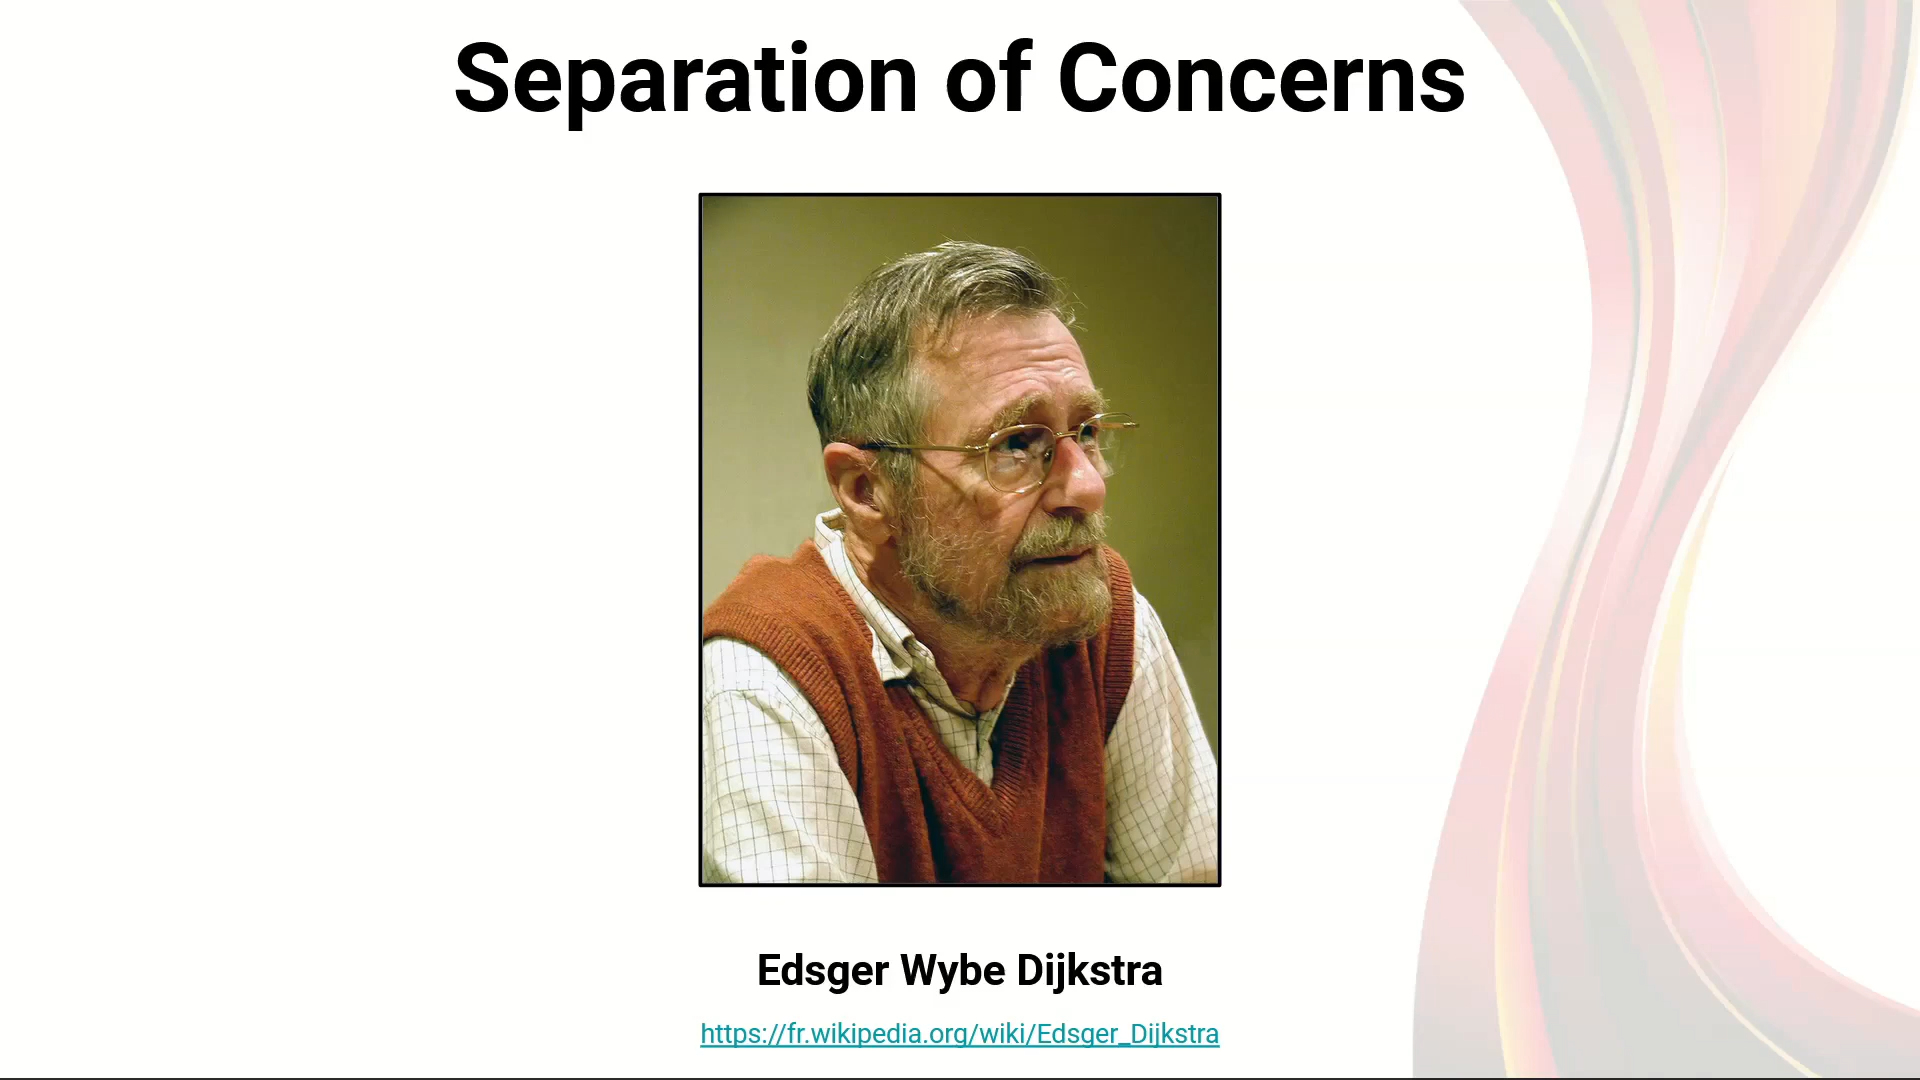 Separation of Concerns
Edsger Wybe Dijkstra
https://fr.wikipedia.org/wiki/Edsger_Dijkstra